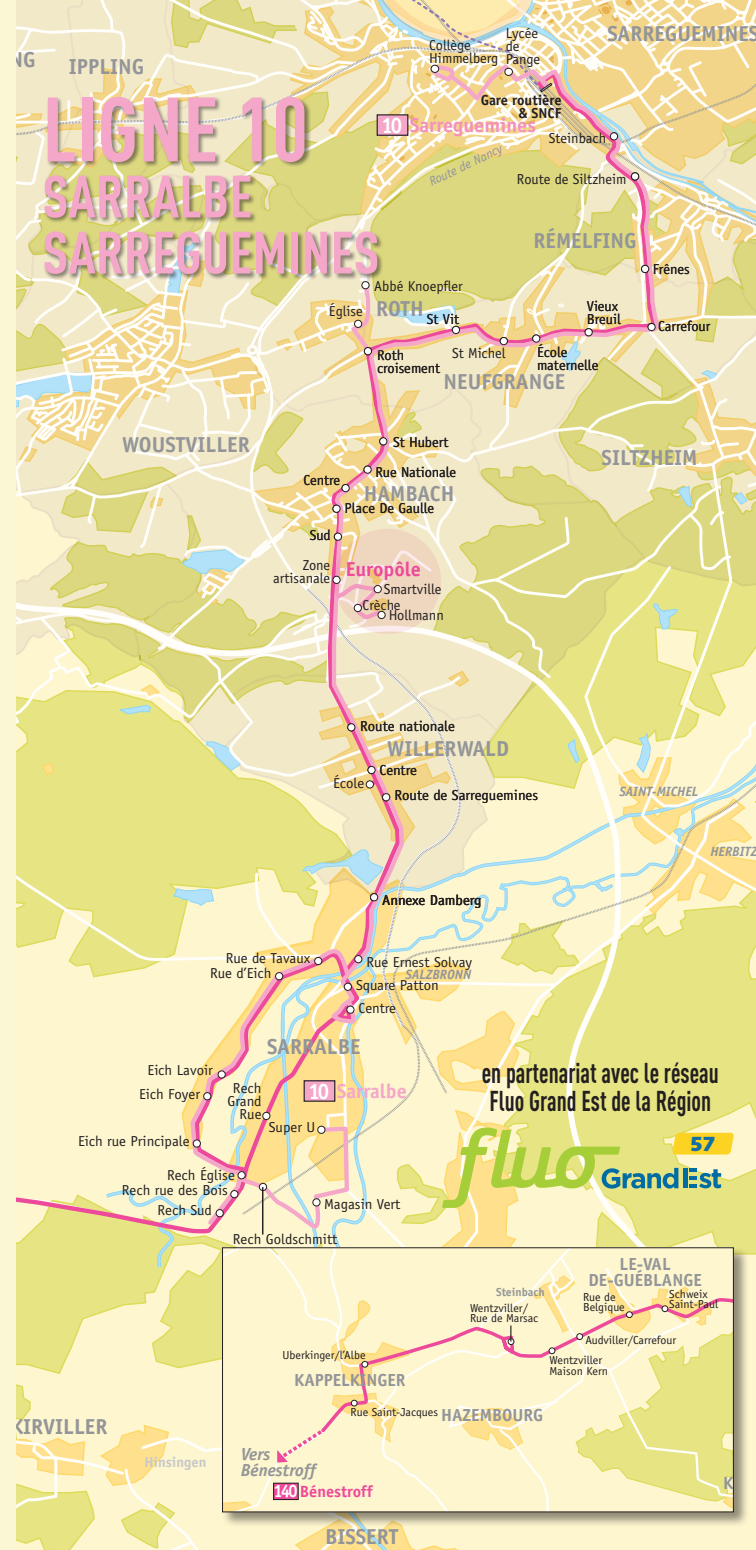 NG
IPPLING
LIGNE 10
SARRALBE
SARREGUEMINES
SARREGUEMINES
Collège
Himmelberg
Lycée
de
Pange
Gare routière
& SNCF
10 Sarreguemines
Steinbach
Route de Nancy
Route de Siltzheim
RÉMELFING
Frênes
Abbé Knoepfler
Église
ROTH
St Vit
Vieux
Breuil
Carrefour
Roth
croisement
St Michel
École
maternelle
NEUFGRANGE
WOUSTVILLER
St Hubert
SILTZHEIM
Rue Nationale
Centre
HAMBACH
Place De Gaulle
Sud
Zone
artisanale
Europôle
Smartville
Crèche
Hollmann
Route nationale
WILLERWALD
Centre
École
Route de Sarreguemines
SAINT-MICHEL
HERBITZ
Annexe Damberg
Rue de Tavaux
Rue d'Eich
Rue Ernest Solvay
SALZBRONN
Square Patton
Centre
SARRALBE
Eich Lavoir
Eich Foyer
Rech
Grand
Rue
10 Sarralbe
Super U
Eich rue Principale
Rech Église
Rech rue des Bois
Rech Sud
Magasin Vert
Rech Goldschmitt
en partenariat avec le réseau
Fluo Grand Est de la Région
fluo
57
GrandEst
LE-VAL
DE-GUÉBLANGE
Steinbach
Wentzviller/
Rue de Marsac
Rue de
Belgique
Schweix
Saint-Paul
Audviller/Carrefour
Wentzviller
Maison Kern
Uberkinger/l'Albe
KAPPELKINGER
Rue Saint-Jacques
HAZEMBOURG
Vers
Bénestroff
140 Bénestroff
KIRVILLER
Hinsingen
K
BISSERT